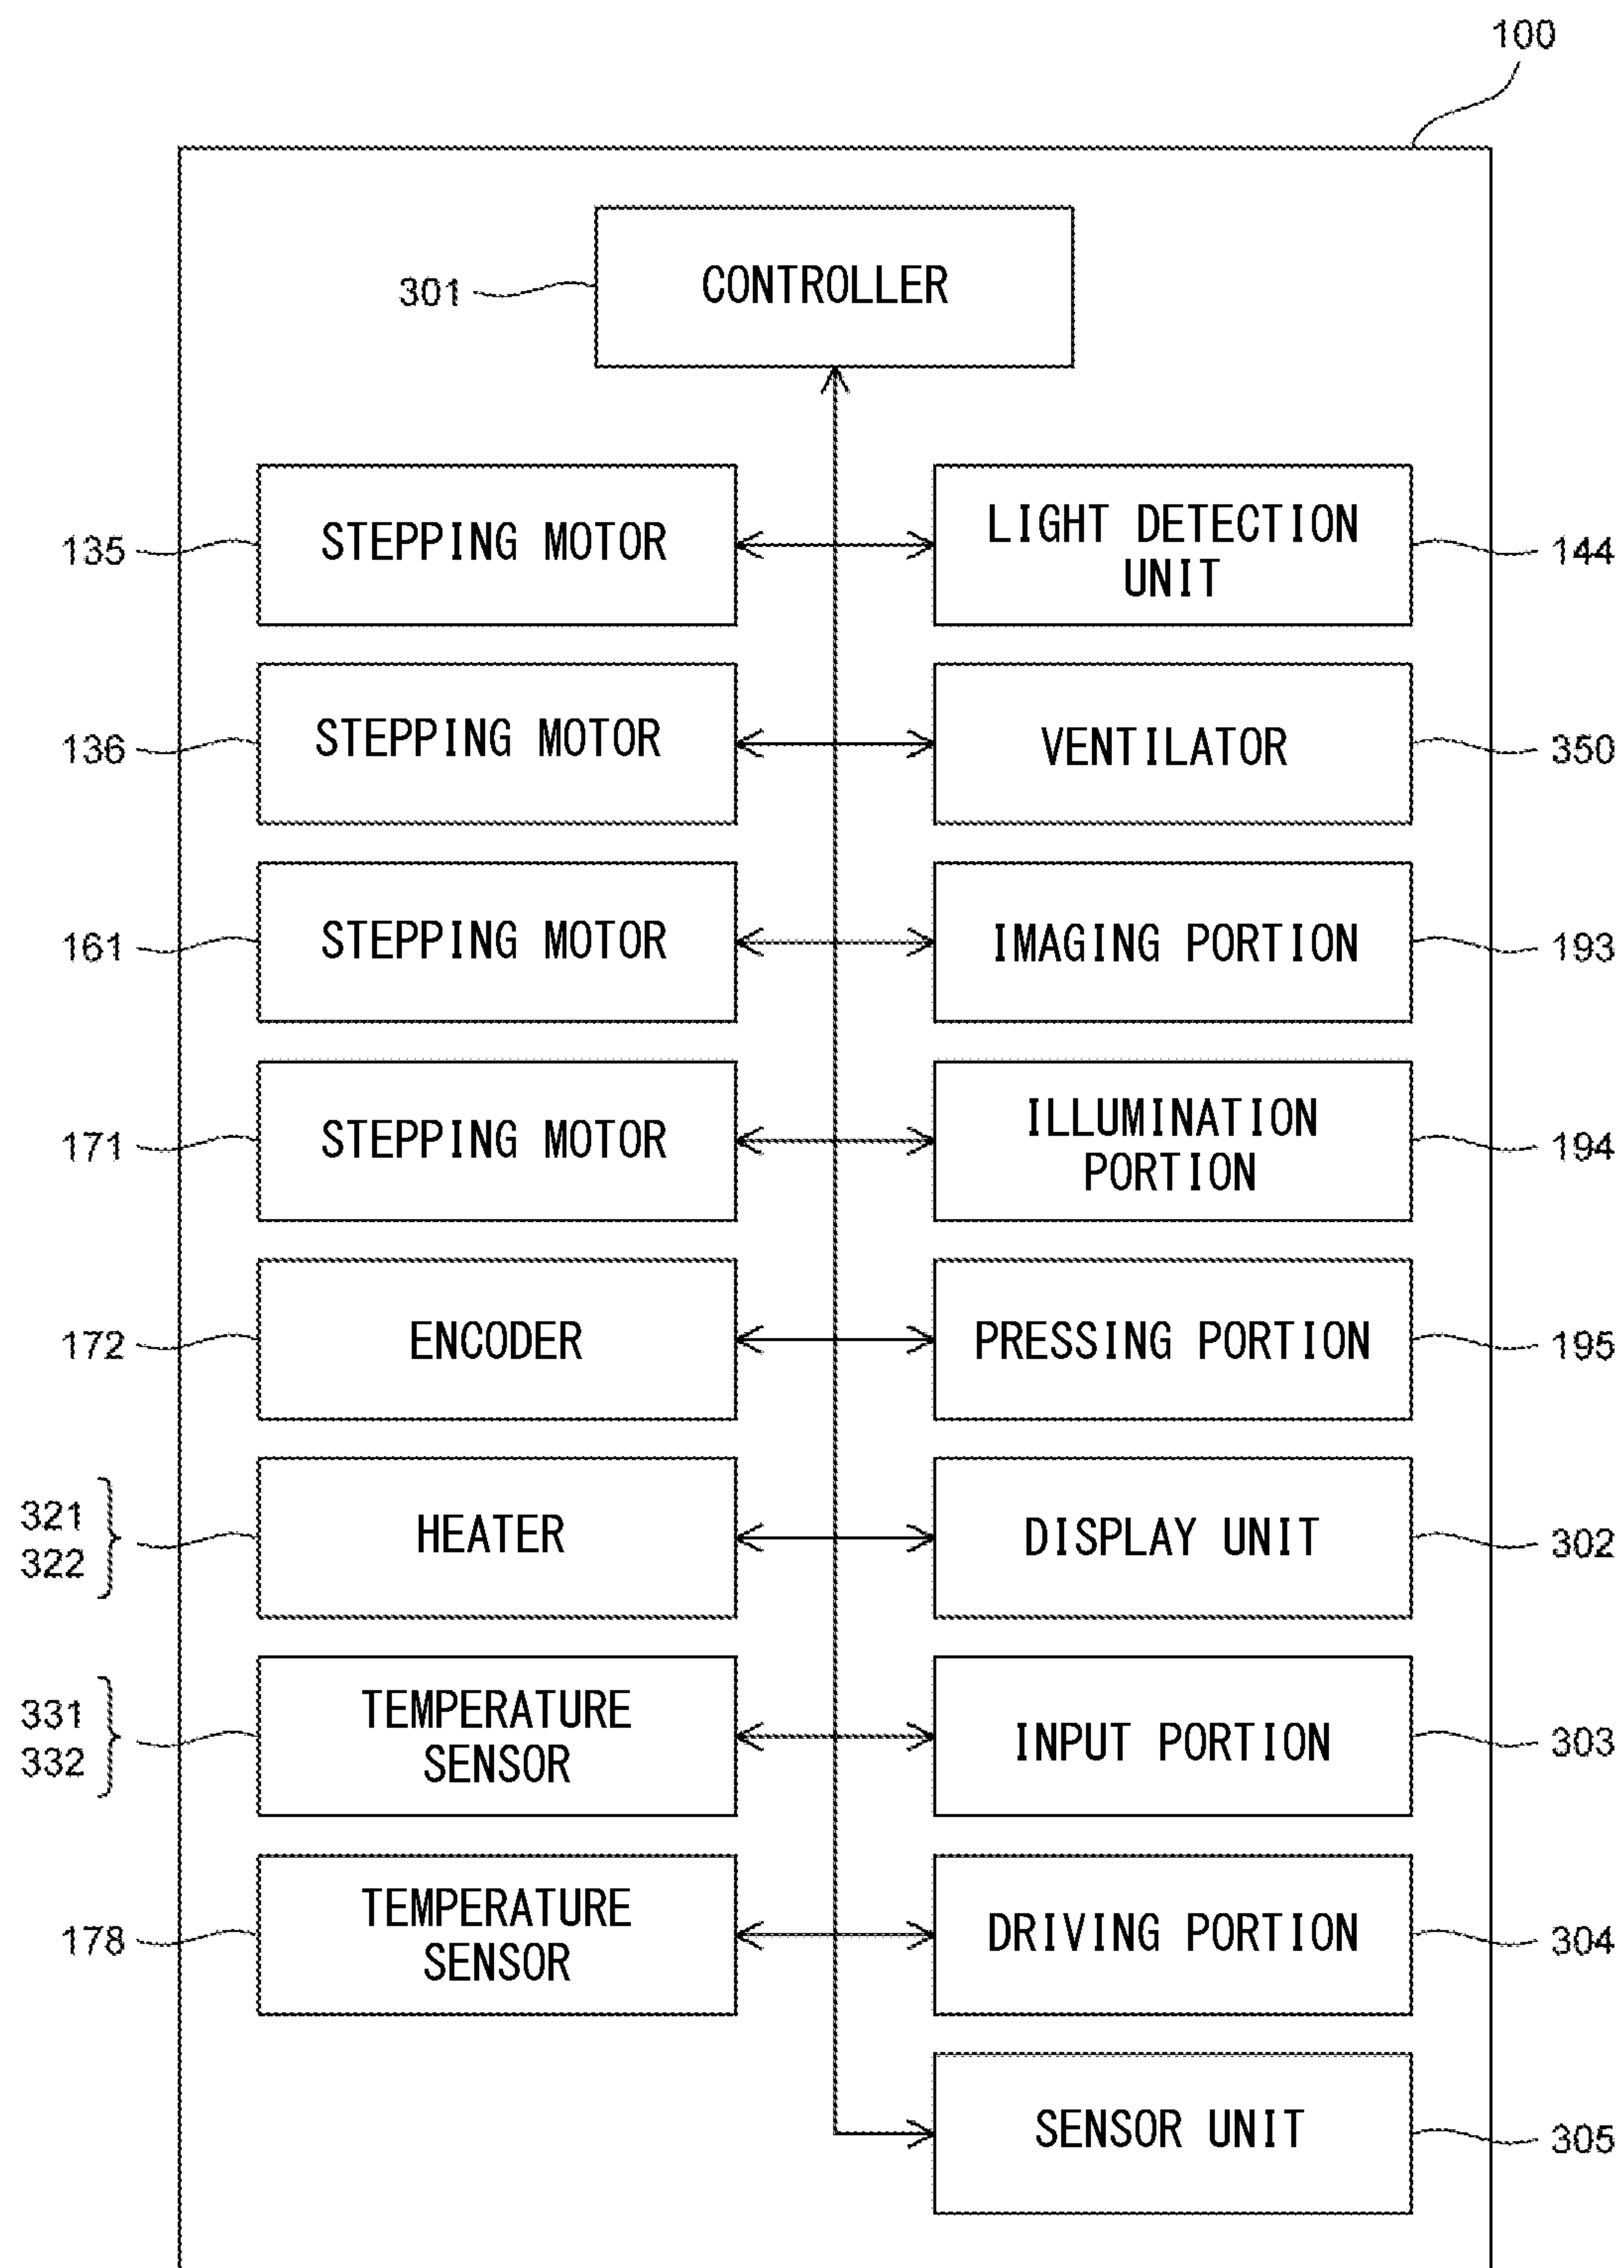 100
301 CONTROLLER
135 STEPPING MOTOR
LIGHT DETECTION
UNIT
144
136 STEPPING MOTOR
VENTILATOR 350
161 STEPPING MOTOR
IMAGING PORTION 193
171 STEPPING MOTOR
ILLUMINATION
PORTION
194
172 ENCODER
PRESSING PORTION 195
321
322
HEATER
DISPLAY UNIT 302
331
332
TEMPERATURE
SENSOR
INPUT PORTION 303
178
TEMPERATURE
SENSOR
DRIVING PORTION 304
SENSOR UNIT 305